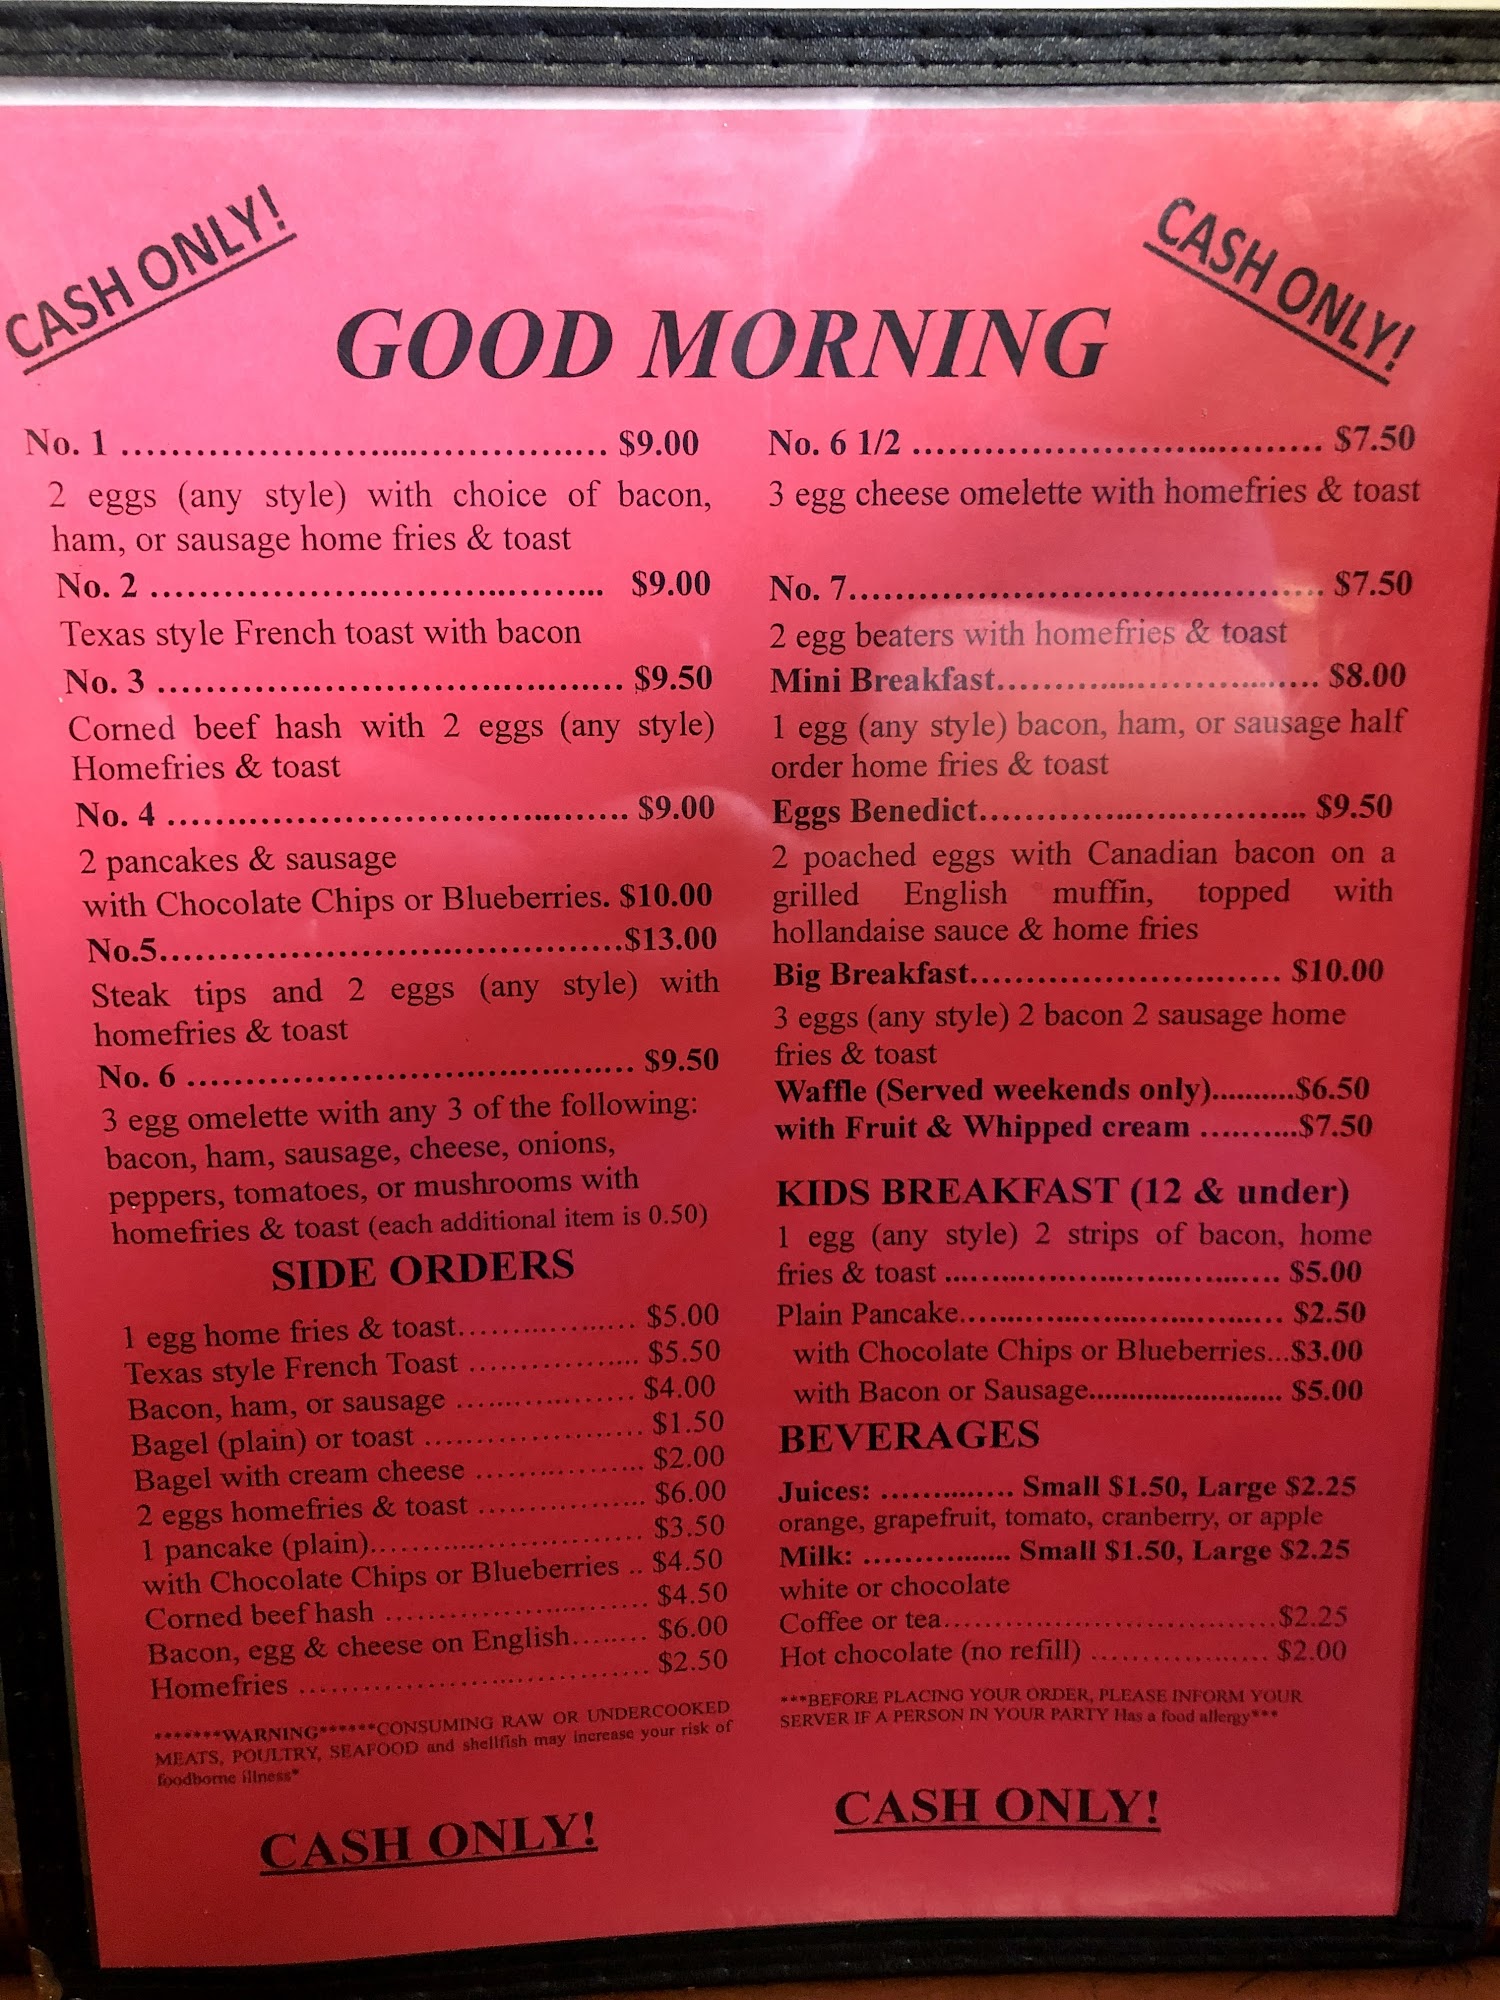 CASH ONLY!
CASH ONLY!
GOOD MORNING
No. 1 ........................................ $9.00
2 eggs (any style) with choice of bacon,
ham, or sausage home fries & toast
No. 2 ........................................ $9.00
Texas style French toast with bacon
No. 3 ........................................ $9.50
Corned beef hash with 2 eggs (any style)
Homefries & toast
No. 4 ........................................ $9.00
2 pancakes & sausage
with Chocolate Chips or Blueberries. $10.00
No.5........................................$13.00
Steak tips and 2 eggs (any style) with
homefries & toast
No. 6 ........................................ $9.50
3 egg omelette with any 3 of the following:
bacon, ham, sausage, cheese, onions,
peppers, tomatoes, or mushrooms with
homefries & toast (each additional item is 0.50)
SIDE ORDERS
1 egg home fries & toast.................... $5.00
Texas style French Toast .................... $5.50
Bacon, ham, or sausage .................... $4.00
Bagel (plain) or toast .................... $1.50
Bagel with cream cheese .................... $2.00
2 eggs homefries & toast .................... $6.00
1 pancake (plain).............................. $3.50
with Chocolate Chips or Blueberries .. $4.50
Corned beef hash .............................. $4.50
Bacon, egg & cheese on English........ $6.00
Homefries ........................................ $2.50
*******WARNING******CONSUMING RAW OR UNDERCOOKED
MEATS, POULTRY, SEAFOOD and shellfish may increase your risk of
foodborne illness*
CASH ONLY!
No. 6 1/2 ........................................ $7.50
3 egg cheese omelette with homefries & toast
No. 7........................................ $7.50
2 egg beaters with homefries & toast
Mini Breakfast.............................. $8.00
1 egg (any style) bacon, ham, or sausage half
order home fries & toast
Eggs Benedict.............................. $9.50
2 poached eggs with Canadian bacon on a
grilled English muffin, topped with
hollandaise sauce & home fries
Big Breakfast.............................. $10.00
3 eggs (any style) 2 bacon 2 sausage home
fries & toast
Waffle (Served weekends only)..........$6.50
with Fruit & Whipped cream ..........$7.50
KIDS BREAKFAST (12 & under)
1 egg (any style) 2 strips of bacon, home
fries & toast .............................. $5.00
Plain Pancake.............................. $2.50
with Chocolate Chips or Blueberries...$3.00
with Bacon or Sausage........................ $5.00
BEVERAGES
Juices: .............. Small $1.50, Large $2.25
orange, grapefruit, tomato, cranberry, or apple
Milk: ................ Small $1.50, Large $2.25
white or chocolate
Coffee or tea..............................$2.25
Hot chocolate (no refill) .................. $2.00
***BEFORE PLACING YOUR ORDER, PLEASE INFORM YOUR
SERVER IF A PERSON IN YOUR PARTY Has a food allergy***
CASH ONLY!